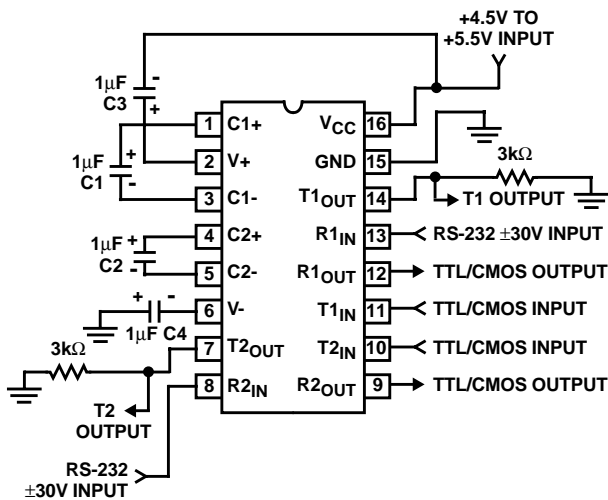 +4.5V TO
+5.5V INPUT
1μF
C3
-
+
1μF
C1
+
-
1μF
C2
+
-
+
-
1μF C4
3kΩ
T2
OUTPUT
RS-232
±30V INPUT
1 C1+
2 V+
3 C1-
4 C2+
5 C2-
6 V-
7 T2OUT
8 R2IN
VCC 16
GND 15
T1OUT 14
R1IN 13
R1OUT 12
T1IN 11
T2IN 10
R2OUT 9
3kΩ
T1 OUTPUT
RS-232 ±30V INPUT
TTL/CMOS OUTPUT
TTL/CMOS INPUT
TTL/CMOS INPUT
TTL/CMOS OUTPUT